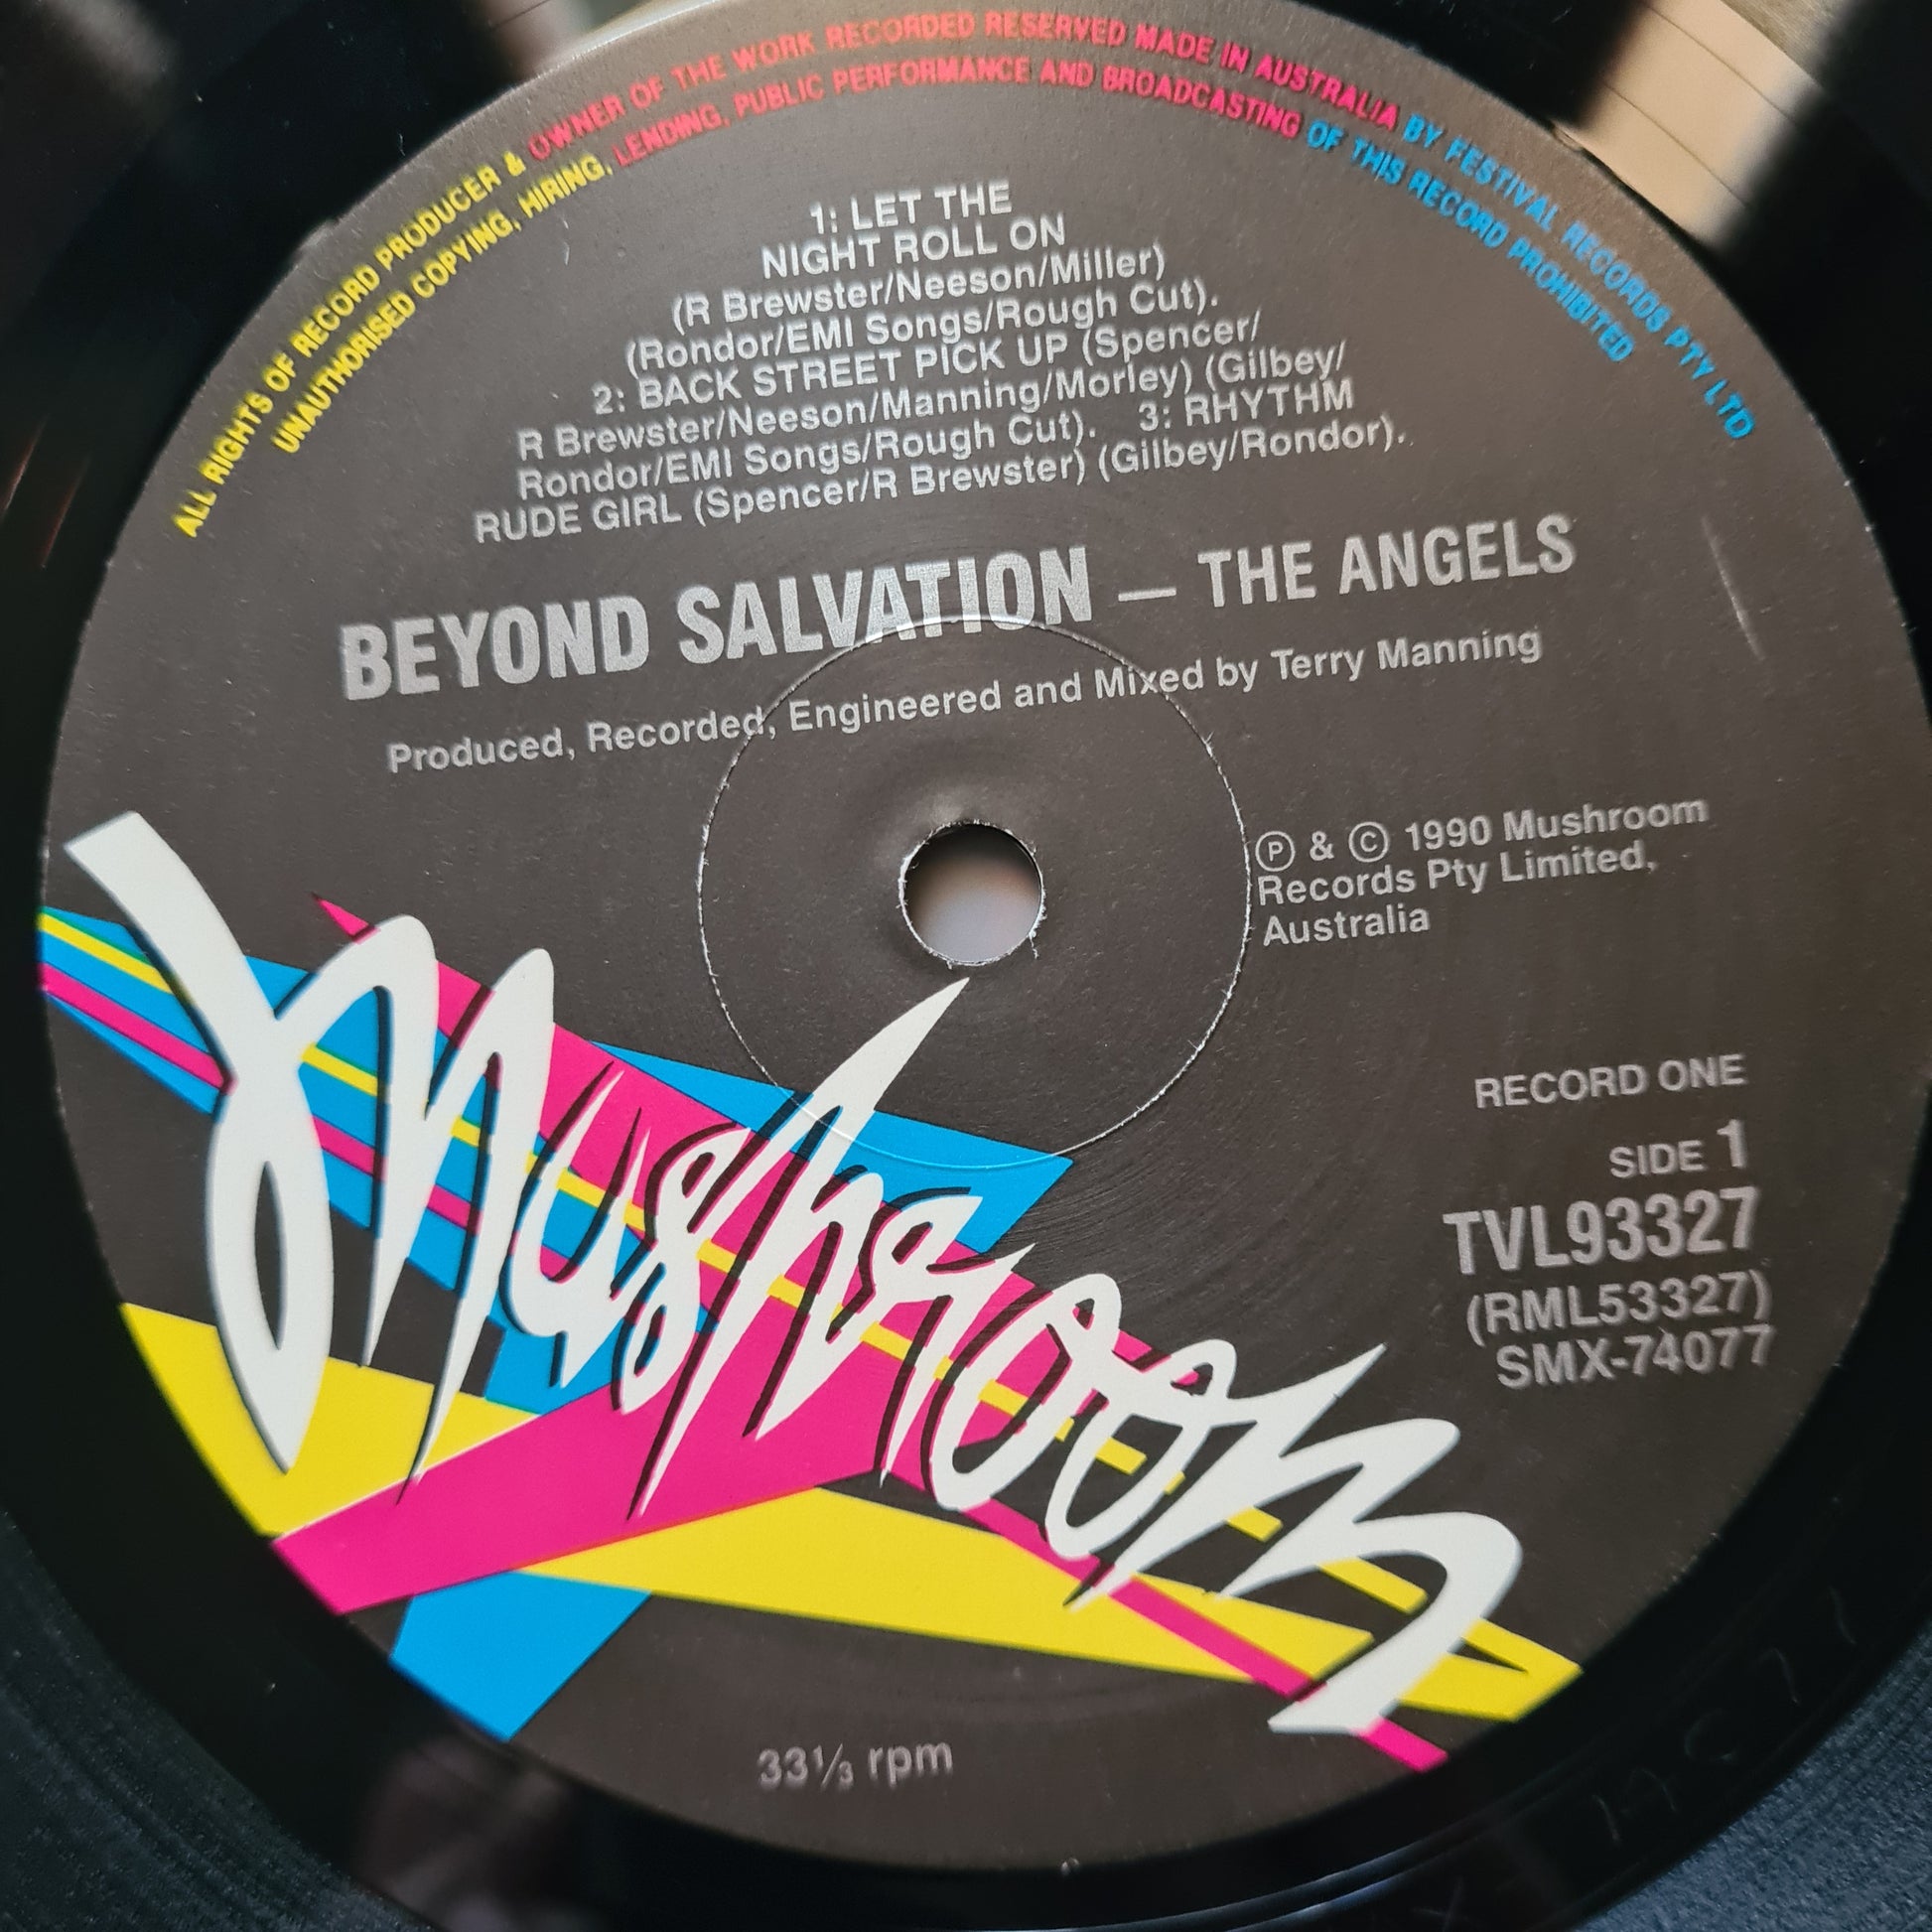 ALL RIGHTS OF RECORD PRODUCER & OWNER OF THE WORK RECORDED RESERVED MADE IN AUSTRALIA BY FESTIVAL RECORDS PTY LTD
UNAUTHORISED COPYING, HIRING, LENDING, PUBLIC PERFORMANCE AND BROADCASTING OF THIS RECORD PROHIBITED
1: LET THE
NIGHT ROLL ON
(R Brewster/Neeson/Miller)
(Rondor/EMI Songs/Rough Cut).
2: BACK STREET PICK UP (Spencer/
R Brewster/Neeson/Manning/Morley) (Gilbey/
Rondor/EMI Songs/Rough Cut). 3: RHYTHM
RUDE GIRL (Spencer/R Brewster) (Gilbey/Rondor).
BEYOND SALVATION — THE ANGELS
Produced, Recorded, Engineered and Mixed by Terry Manning
Ⓟ & © 1990 Mushroom
Records Pty Limited,
Australia
Mushroom
RECORD ONE
SIDE 1
TVL93327
(RML53327)
SMX-74077
33⅓ rpm